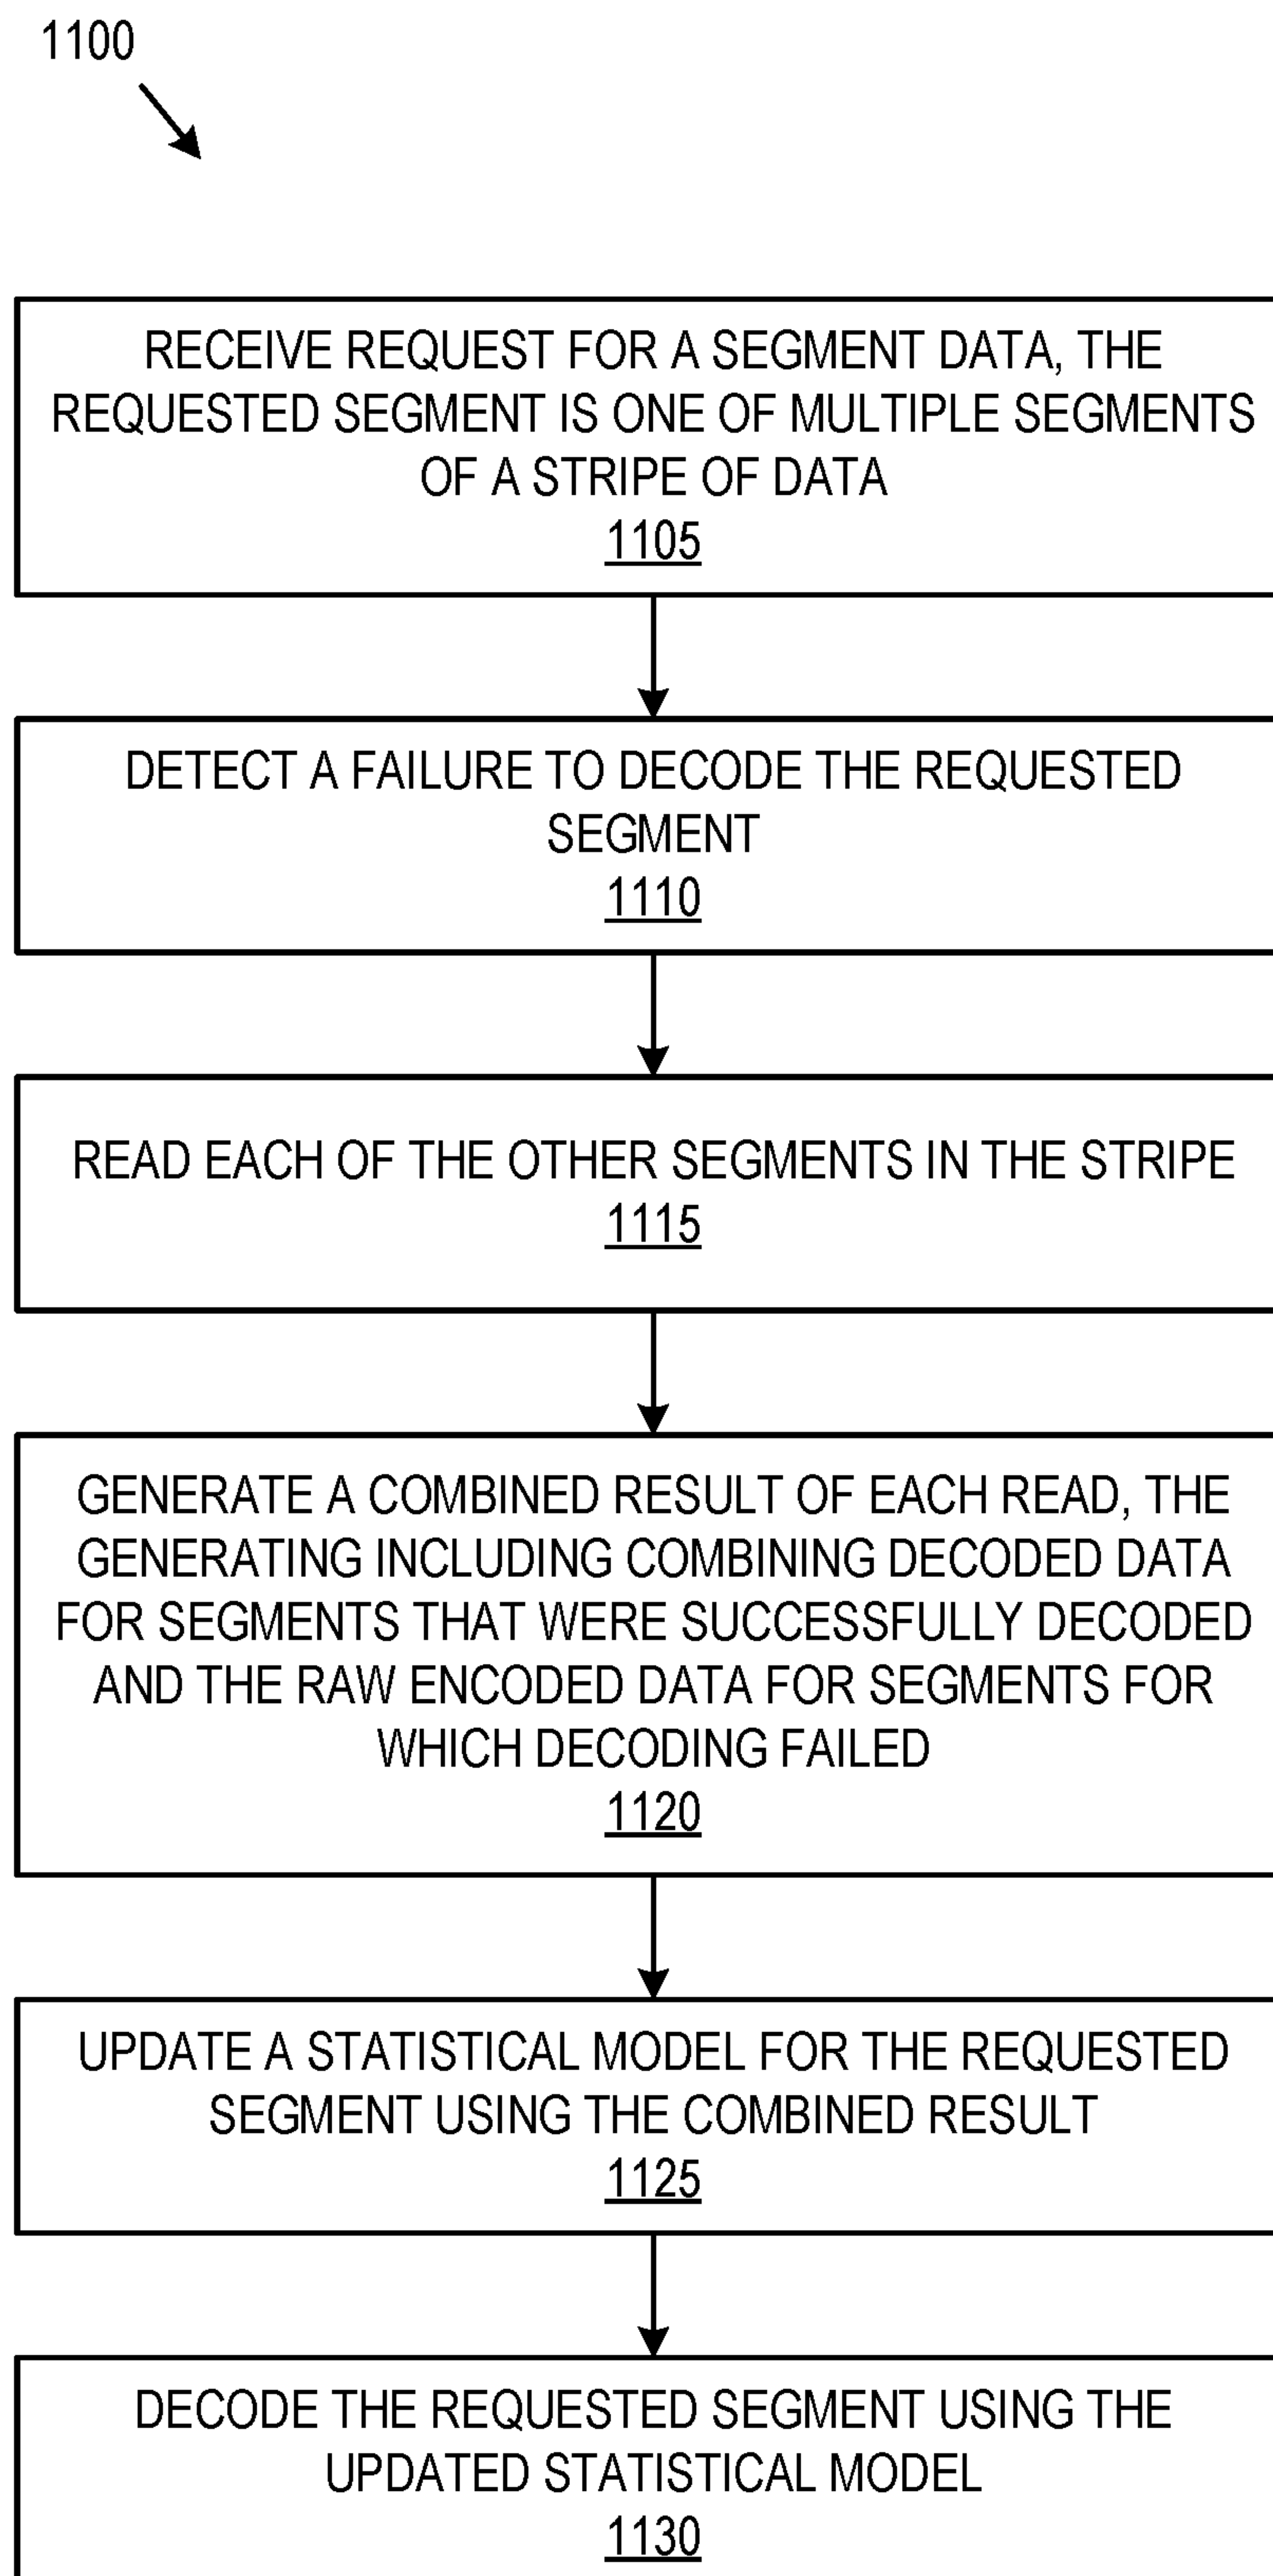 1100
RECEIVE REQUEST FOR A SEGMENT DATA, THE
REQUESTED SEGMENT IS ONE OF MULTIPLE SEGMENTS
OF A STRIPE OF DATA
1105
DETECT A FAILURE TO DECODE THE REQUESTED
SEGMENT
1110
READ EACH OF THE OTHER SEGMENTS IN THE STRIPE
1115
GENERATE A COMBINED RESULT OF EACH READ, THE
GENERATING INCLUDING COMBINING DECODED DATA
FOR SEGMENTS THAT WERE SUCCESSFULLY DECODED
AND THE RAW ENCODED DATA FOR SEGMENTS FOR
WHICH DECODING FAILED
1120
UPDATE A STATISTICAL MODEL FOR THE REQUESTED
SEGMENT USING THE COMBINED RESULT
1125
DECODE THE REQUESTED SEGMENT USING THE
UPDATED STATISTICAL MODEL
1130